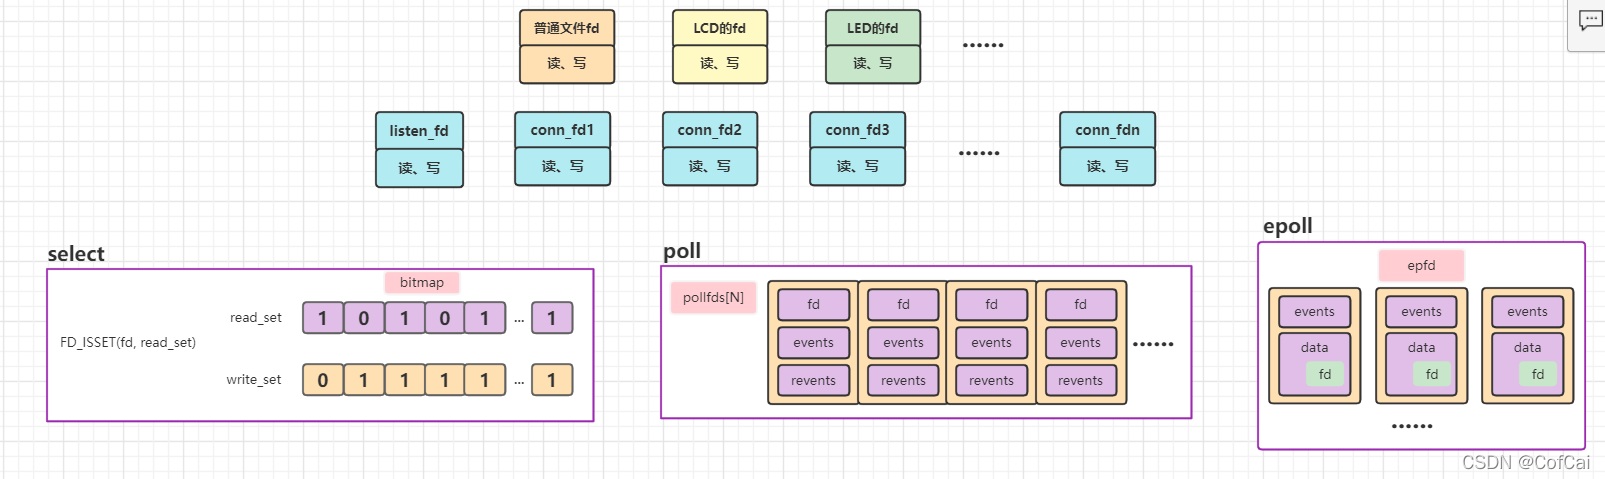 普通文件fd
LCD的fd
LED的fd
读、写
读、写
读、写
......
listen_fd
conn_fd1
conn_fd2
conn_fd3
conn_fdn
读、写
读、写
读、写
读、写
......
读、写
select
bitmap
read_set
1 0 1 0 1 ... 1
FD_ISSET(fd, read_set)
write_set
0 1 1 1 1 ... 1
poll
pollfds[N]
fd fd fd fd
events events events events
......
revents revents revents revents
epoll
epfd
events events events
data data data
fd fd fd
......
CSDN @CofCai